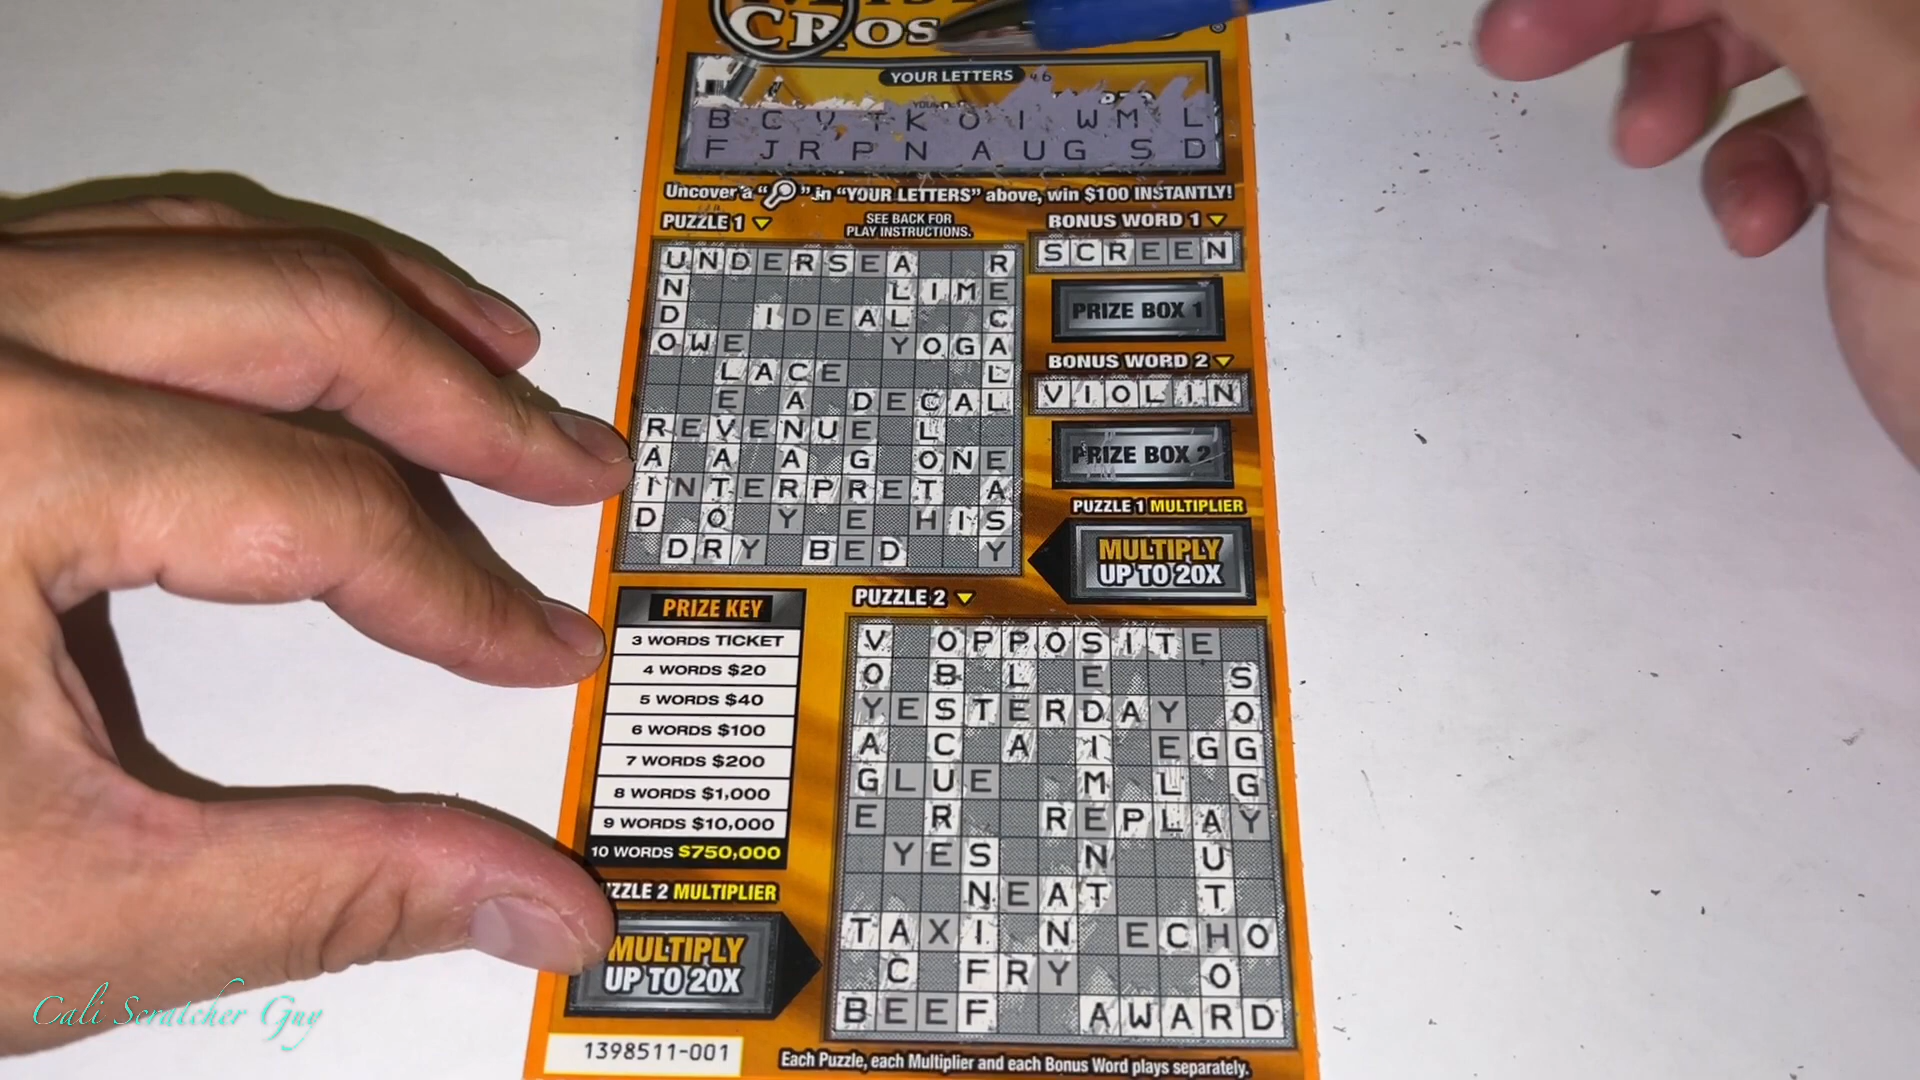 CROS
YOUR LETTERS 46
B C V T K O I W M L
F J R P N A U G S D
Uncover a " " in "YOUR LETTERS" above, win $100 INSTANTLY!
PUZZLE 1
SEE BACK FOR
PLAY INSTRUCTIONS.
BONUS WORD 1
SCREEN
PRIZE BOX 1
BONUS WORD 2
VIOLIN
PRIZE BOX 2
PUZZLE 1 MULTIPLIER
MULTIPLY
UP TO 20X
UNDERSEA R
N LIME
D IDEAL C
OWE YOGA
LACE L
E A DECAL
REVENUE L
A A A G ONE
INTERPRET A
D O Y E HIS
DRY BED Y
PRIZE KEY
3 WORDS TICKET
4 WORDS $20
5 WORDS $40
6 WORDS $100
7 WORDS $200
8 WORDS $1,000
9 WORDS $10,000
10 WORDS $750,000
PUZZLE 2
V OPPOSITE
O B L E S
YESTERDAY O
A C A I EGG
GLUE M L G
E R REPLAY
YES N U
NEAT T
TAXI N ECHO
C FRY O
BEEF AWARD
ZZLE 2 MULTIPLIER
MULTIPLY
UP TO 20X
1398511-001
Each Puzzle, each Multiplier and each Bonus Word plays separately.
Cali Scratcher Guy